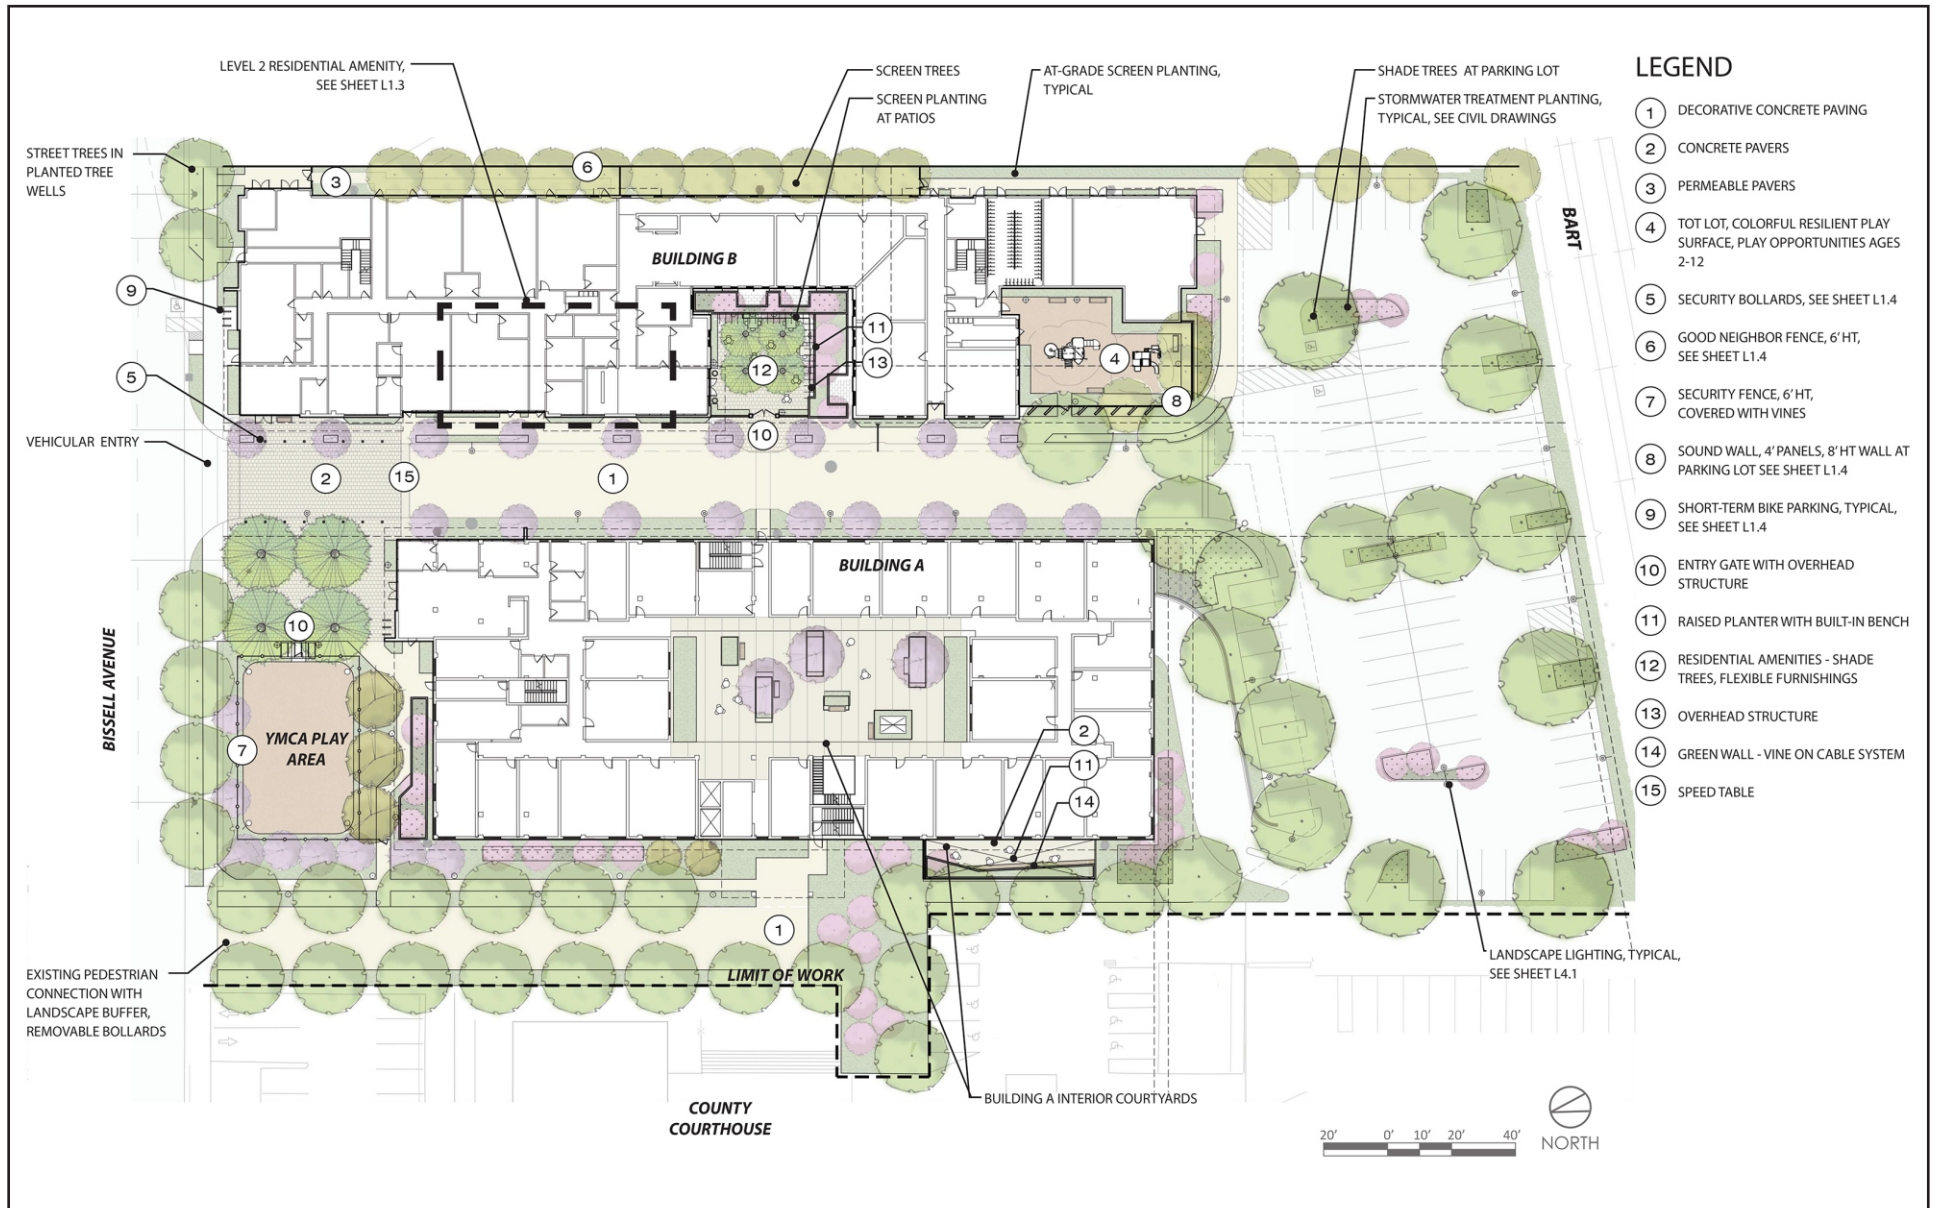 LEVEL 2 RESIDENTIAL AMENITY,
SEE SHEET L1.3
SCREEN TREES
SCREEN PLANTING
AT PATIOS
AT-GRADE SCREEN PLANTING,
TYPICAL
SHADE TREES AT PARKING LOT
STORMWATER TREATMENT PLANTING,
TYPICAL, SEE CIVIL DRAWINGS
STREET TREES IN
PLANTED TREE
WELLS
3
6
BART
BUILDING B
9
11
4
12
13
5
8
10
VEHICULAR ENTRY
2
15
1
BUILDING A
BISSELL AVENUE
10
7
YMCA PLAY
AREA
2
11
14
1
LIMIT OF WORK
EXISTING PEDESTRIAN
CONNECTION WITH
LANDSCAPE BUFFER,
REMOVABLE BOLLARDS
LANDSCAPE LIGHTING, TYPICAL,
SEE SHEET L4.1
BUILDING A INTERIOR COURTYARDS
COUNTY
COURTHOUSE
20' 0' 10' 20' 40'
NORTH
LEGEND
1 DECORATIVE CONCRETE PAVING
2 CONCRETE PAVERS
3 PERMEABLE PAVERS
4 TOT LOT, COLORFUL RESILIENT PLAY
SURFACE, PLAY OPPORTUNITIES AGES
2-12
5 SECURITY BOLLARDS, SEE SHEET L1.4
6 GOOD NEIGHBOR FENCE, 6' HT,
SEE SHEET L1.4
7 SECURITY FENCE, 6' HT,
COVERED WITH VINES
8 SOUND WALL, 4' PANELS, 8' HT WALL AT
PARKING LOT SEE SHEET L1.4
9 SHORT-TERM BIKE PARKING, TYPICAL,
SEE SHEET L1.4
10 ENTRY GATE WITH OVERHEAD
STRUCTURE
11 RAISED PLANTER WITH BUILT-IN BENCH
12 RESIDENTIAL AMENITIES - SHADE
TREES, FLEXIBLE FURNISHINGS
13 OVERHEAD STRUCTURE
14 GREEN WALL - VINE ON CABLE SYSTEM
15 SPEED TABLE